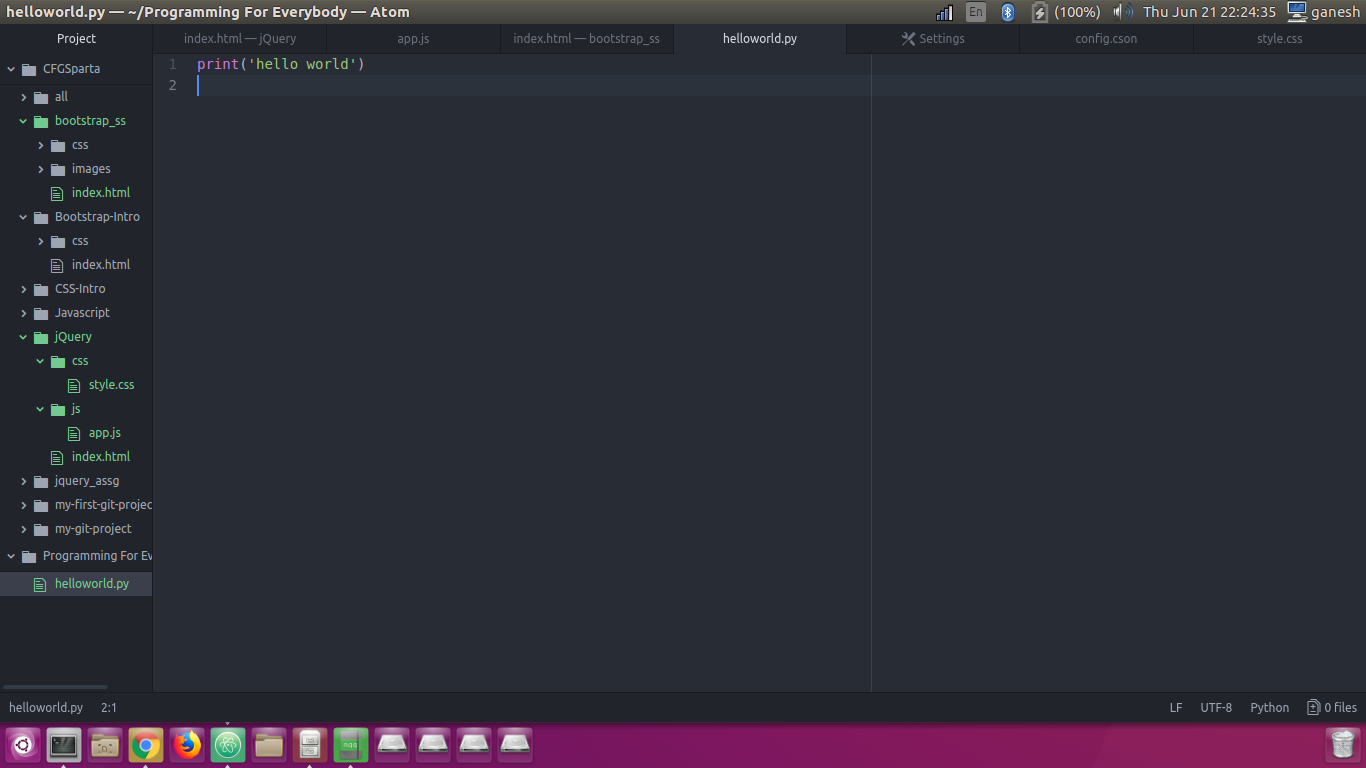 helloworld.py — ~/Programming For Everybody — Atom
En
(100%)
Thu Jun 21 22:24:35
ganesh
Project
index.html — jQuery
app.js
index.html — bootstrap_ss
helloworld.py
Settings
config.cson
style.css
CFGSparta
all
bootstrap_ss
css
images
index.html
Bootstrap-Intro
css
index.html
CSS-Intro
Javascript
jQuery
css
style.css
js
app.js
index.html
jquery_assg
my-first-git-projec
my-git-project
Programming For Ev
helloworld.py
1 print('hello world')
2
helloworld.py 2:1
LF UTF-8 Python 0 files